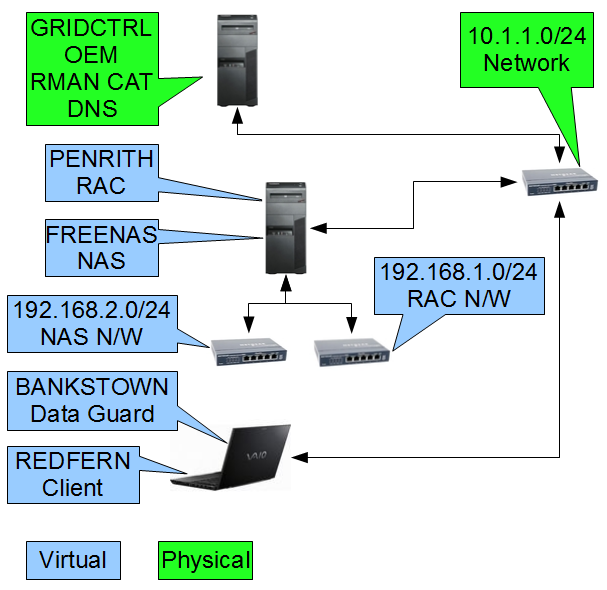 GRIDCTRL
OEM
RMAN CAT
DNS
10.1.1.0/24
Network
PENRITH
RAC
FREENAS
NAS
192.168.1.0/24
RAC N/W
192.168.2.0/24
NAS N/W
BANKSTOWN
Data Guard
VAIO
REDFERN
Client
Virtual
Physical